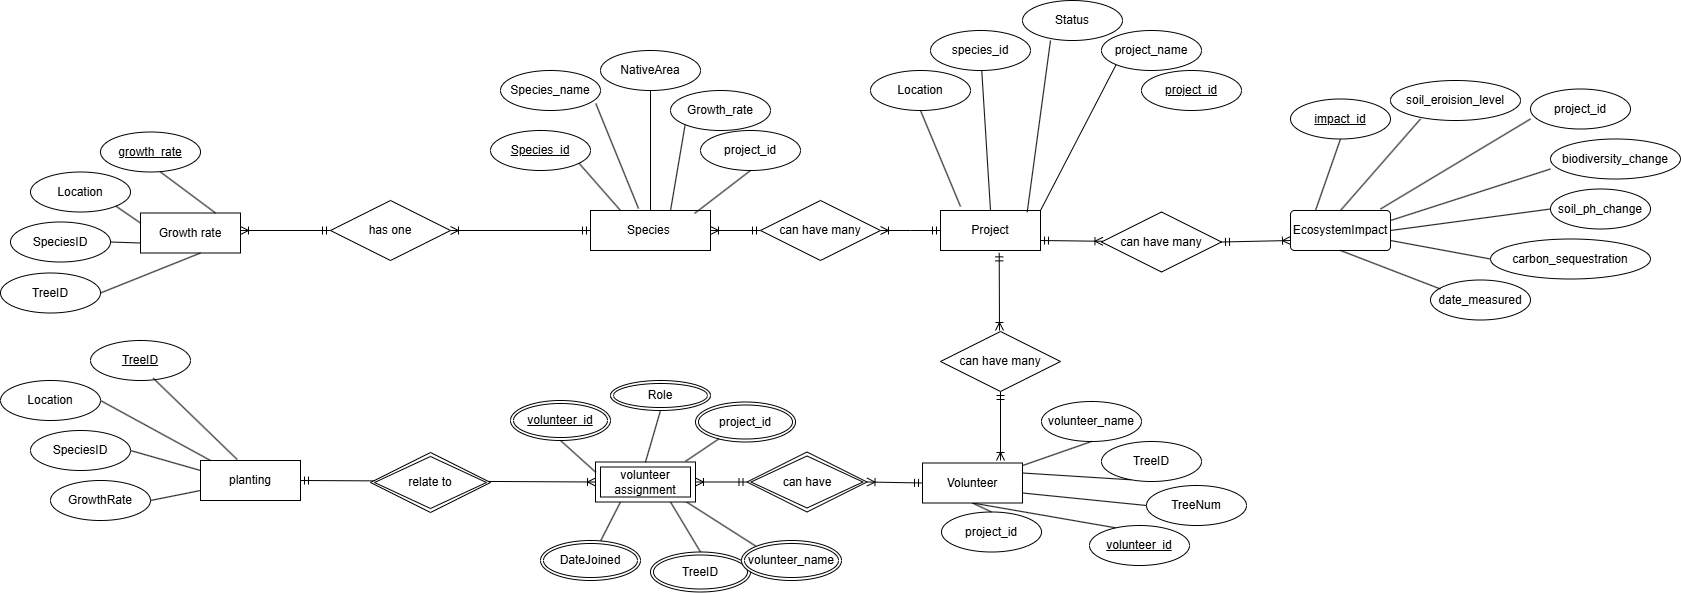 Status
species_id
project_name
NativeArea
Species_name
Location
project_id
Growth_rate
soil_eroision_level
project_id
impact_id
growth_rate
Species_id
project_id
biodiversity_change
Location
soil_ph_change
SpeciesID
Growth rate
has one
Species
can have many
Project
can have many
EcosystemImpact
carbon_sequestration
TreeID
date_measured
TreeID
can have many
Location
Role
volunteer_id
project_id
volunteer_name
SpeciesID
TreeID
planting
relate to
volunteer
assignment
can have
Volunteer
GrowthRate
TreeNum
project_id
volunteer_id
DateJoined
TreeID
volunteer_name